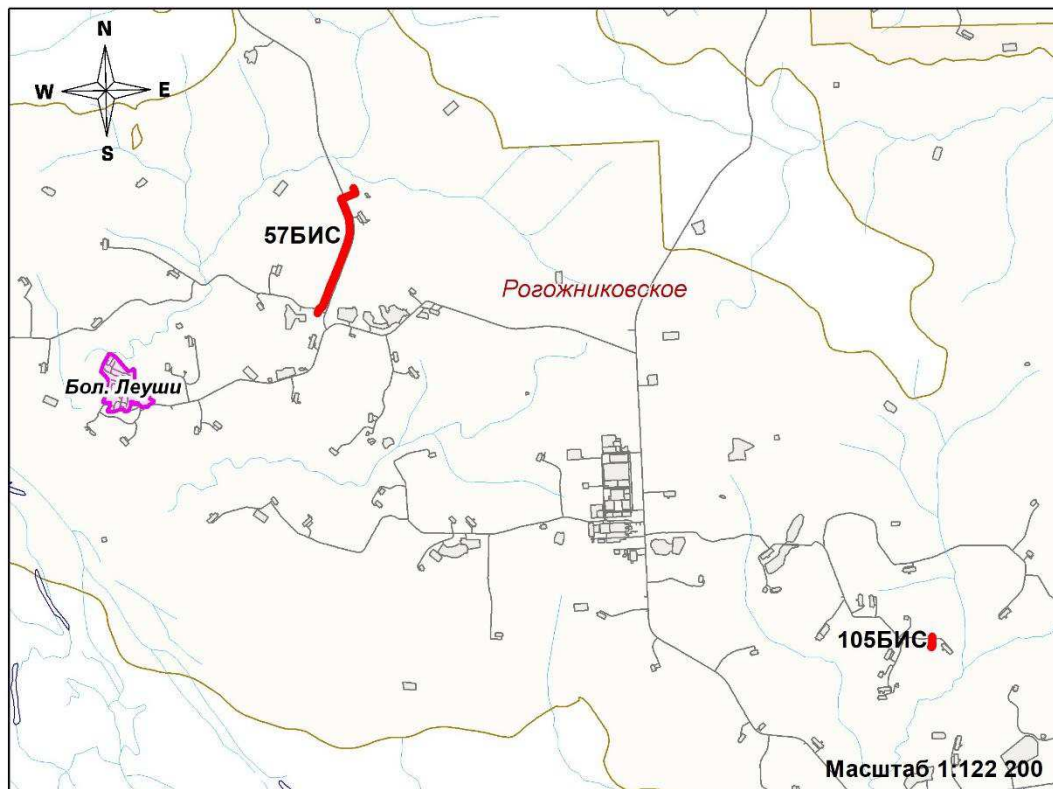 N
W E
S
57БИС
Рогожниковское
Бол. Леуши
105БИС
Масштаб 1:122 200